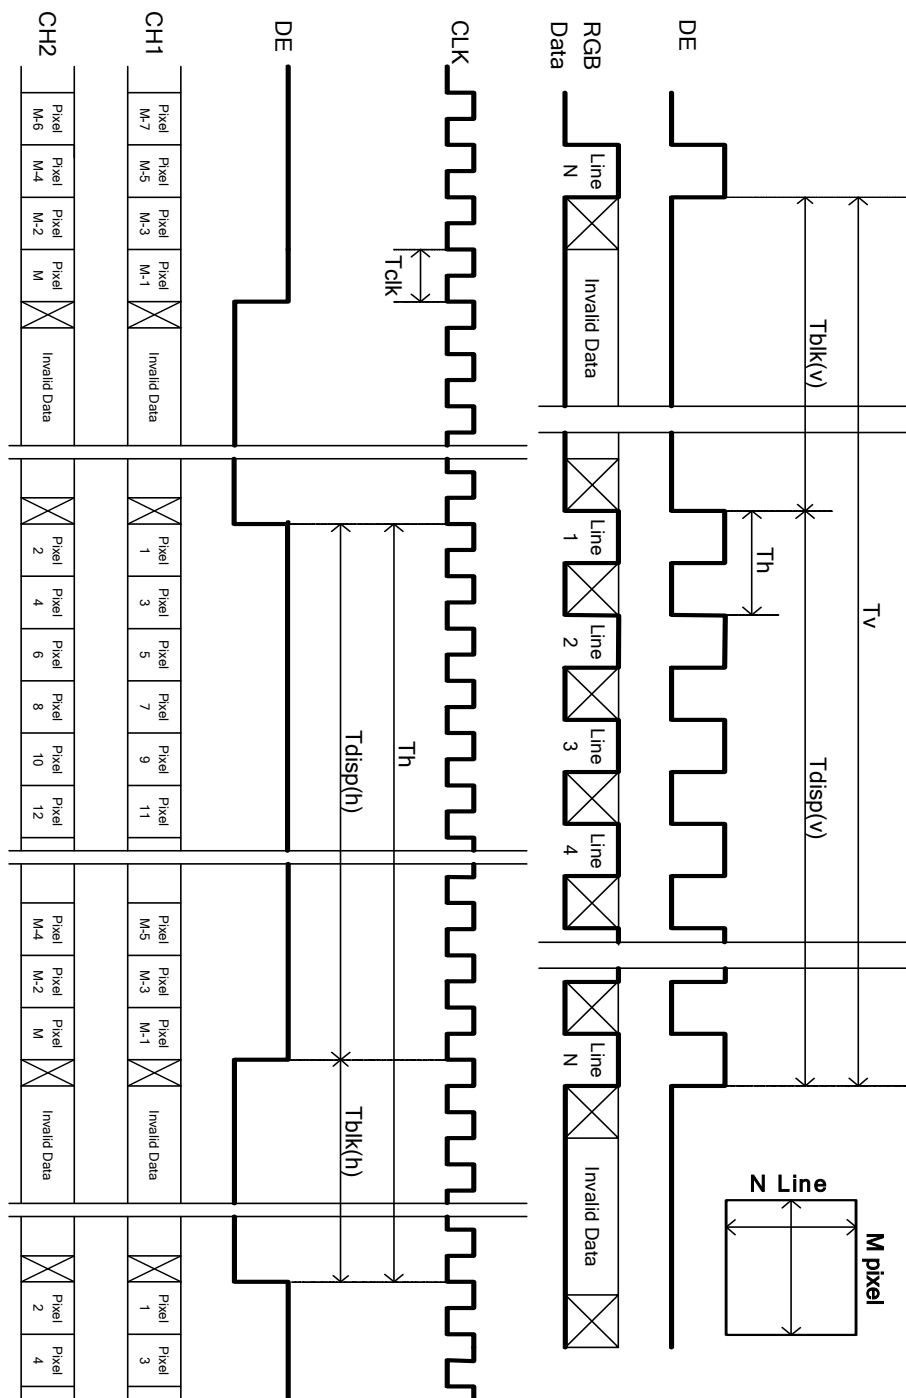 Tv
Tblk(v)
Tdisp(v)
Th
DE
RGB
Data
Line
N
Invalid Data
Line
1
Line
2
Line
3
Line
4
Line
N
Invalid Data
M pixel
N Line
CLK
Tclk
Th
Tdisp(h)
Tblk(h)
DE
CH1
Pixel
M-7
Pixel
M-5
Pixel
M-3
Pixel
M-1
Invalid Data
Pixel
1
Pixel
3
Pixel
5
Pixel
7
Pixel
9
Pixel
11
Pixel
M-5
Pixel
M-3
Pixel
M-1
Invalid Data
Pixel
1
Pixel
3
CH2
Pixel
M-6
Pixel
M-4
Pixel
M-2
Pixel
M
Invalid Data
Pixel
2
Pixel
4
Pixel
6
Pixel
8
Pixel
10
Pixel
12
Pixel
M-4
Pixel
M-2
Pixel
M
Invalid Data
Pixel
2
Pixel
4